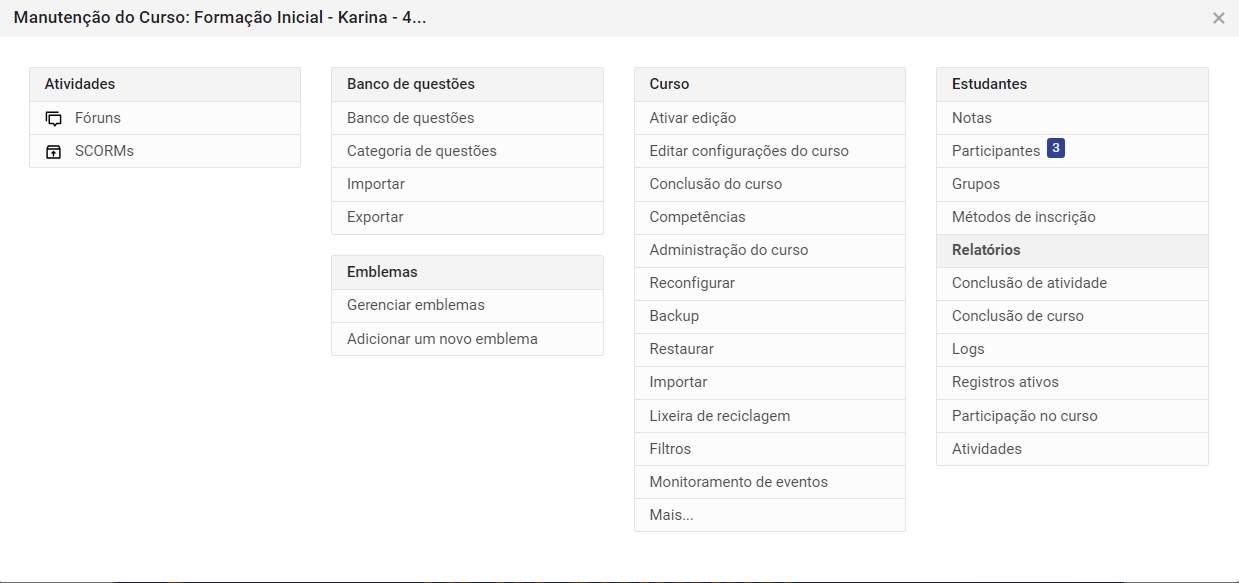 Manutenção do Curso: Formação Inicial - Karina - 4...
Atividades
Fóruns
SCORMs
Banco de questões
Banco de questões
Categoria de questões
Importar
Exportar
Emblemas
Gerenciar emblemas
Adicionar um novo emblema
Curso
Ativar edição
Editar configurações do curso
Conclusão do curso
Competências
Administração do curso
Reconfigurar
Backup
Restaurar
Importar
Lixeira de reciclagem
Filtros
Monitoramento de eventos
Mais...
Estudantes
Notas
Participantes 3
Grupos
Métodos de inscrição
Relatórios
Conclusão de atividade
Conclusão de curso
Logs
Registros ativos
Participação no curso
Atividades